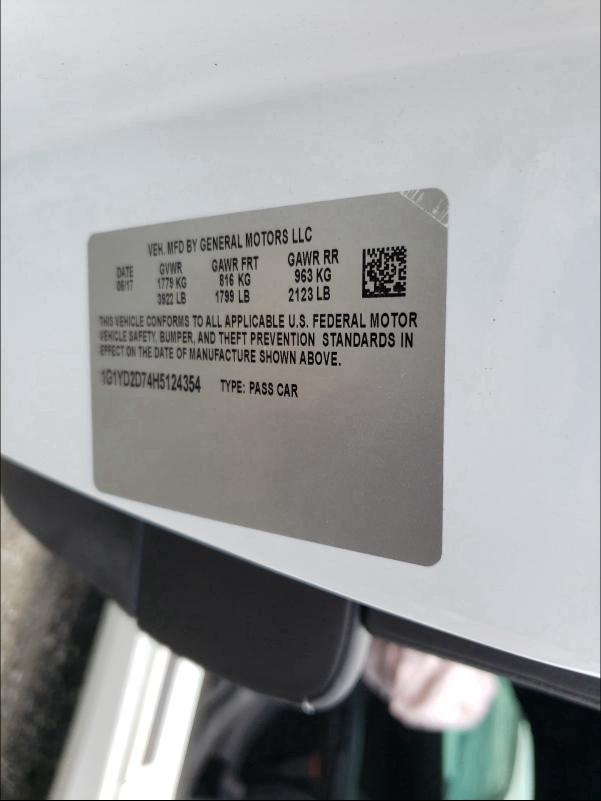 VEH. MFD BY GENERAL MOTORS LLC
DATE GVWR GAWR FRT GAWR RR
06/17 1779 KG 816 KG 963 KG
3922 LB 1799 LB 2123 LB
THIS VEHICLE CONFORMS TO ALL APPLICABLE U.S. FEDERAL MOTOR
VEHICLE SAFETY, BUMPER, AND THEFT PREVENTION STANDARDS IN
EFFECT ON THE DATE OF MANUFACTURE SHOWN ABOVE.
1G1YD2D74H5124354 TYPE: PASS CAR